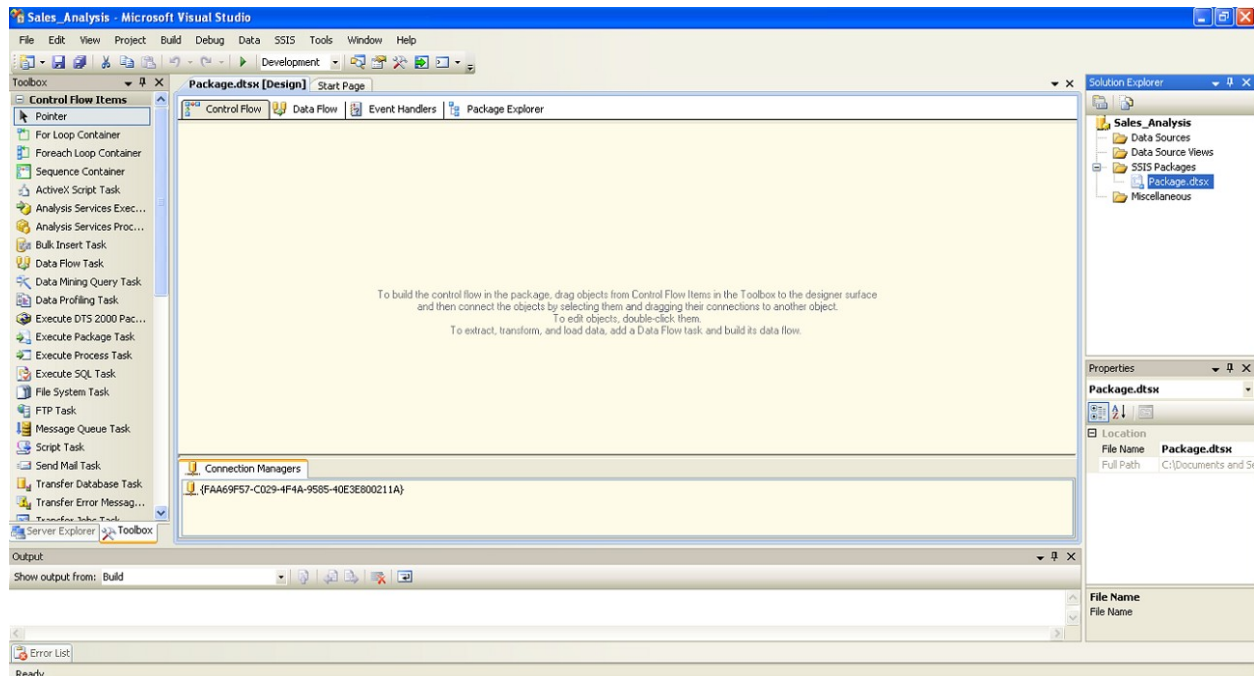 Sales_Analysis - Microsoft Visual Studio
File Edit View Project Build Debug Data SSIS Tools Window Help
Development
Toolbox
Control Flow Items
Pointer
For Loop Container
Foreach Loop Container
Sequence Container
ActiveX Script Task
Analysis Services Exec...
Analysis Services Proc...
Bulk Insert Task
Data Flow Task
Data Mining Query Task
Data Profiling Task
Execute DTS 2000 Pac...
Execute Package Task
Execute Process Task
Execute SQL Task
File System Task
FTP Task
Message Queue Task
Script Task
Send Mail Task
Transfer Database Task
Transfer Error Messag...
Transfer Jobs Task
Server Explorer Toolbox
Package.dtsx [Design] Start Page
Control Flow Data Flow Event Handlers Package Explorer
To build the control flow in the package, drag objects from Control Flow Items in the Toolbox to the designer surface
and then connect the objects by selecting them and dragging their connections to another object.
To edit objects, double-click them.
To extract, transform, and load data, add a Data Flow task and build its data flow.
Connection Managers
{FAA69F57-C029-4F4A-9585-40E3E800211A}
Solution Explorer
Sales_Analysis
Data Sources
Data Source Views
SSIS Packages
Package.dtsx
Miscellaneous
Properties
Package.dtsx
Location
File Name Package.dtsx
Full Path C:\Documents and Se
File Name
File Name
Output
Show output from: Build
Error List
Ready